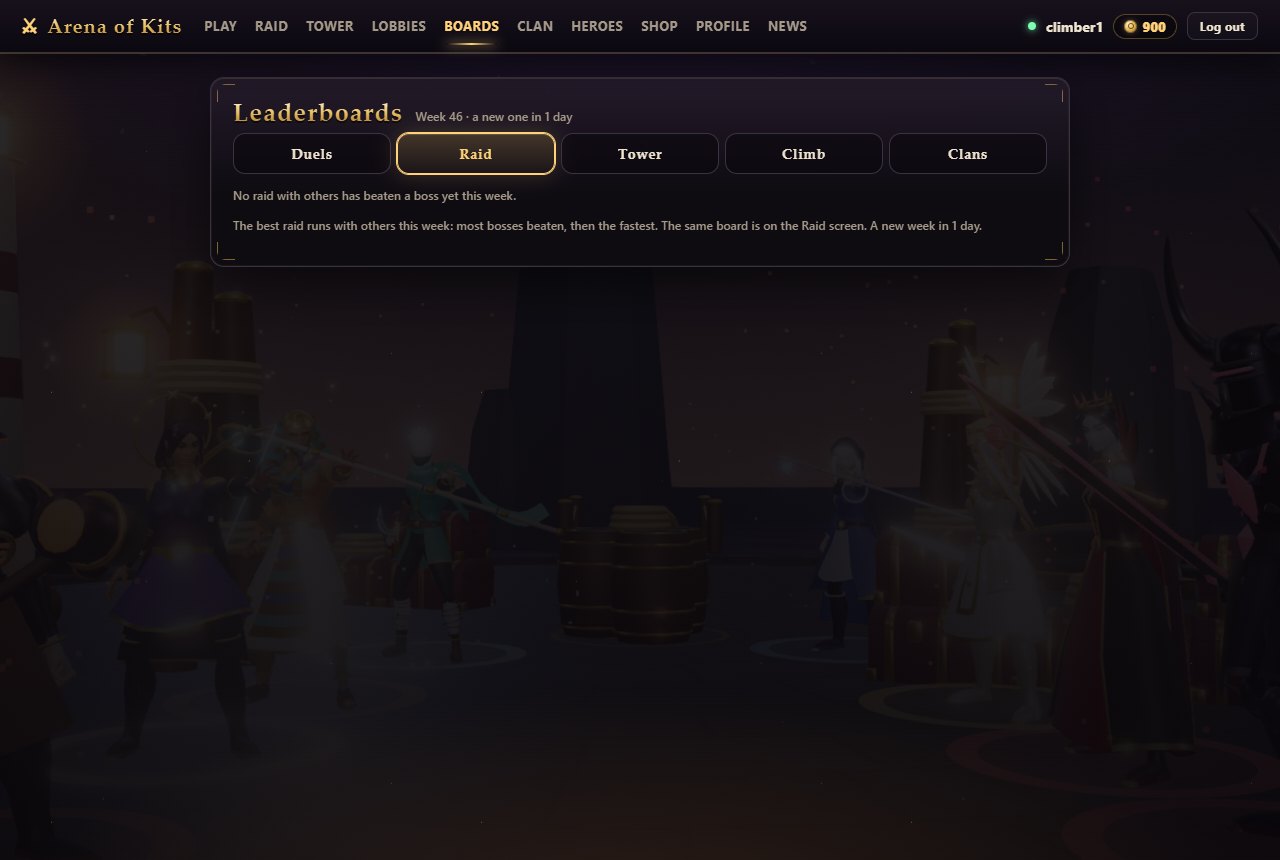 Arena of Kits PLAY RAID TOWER LOBBIES BOARDS CLAN HEROES SHOP PROFILE NEWS climber1 900 Log out
Leaderboards Week 46 · a new one in 1 day
Duels Raid Tower Climb Clans
No raid with others has beaten a boss yet this week.
The best raid runs with others this week: most bosses beaten, then the fastest. The same board is on the Raid screen. A new week in 1 day.